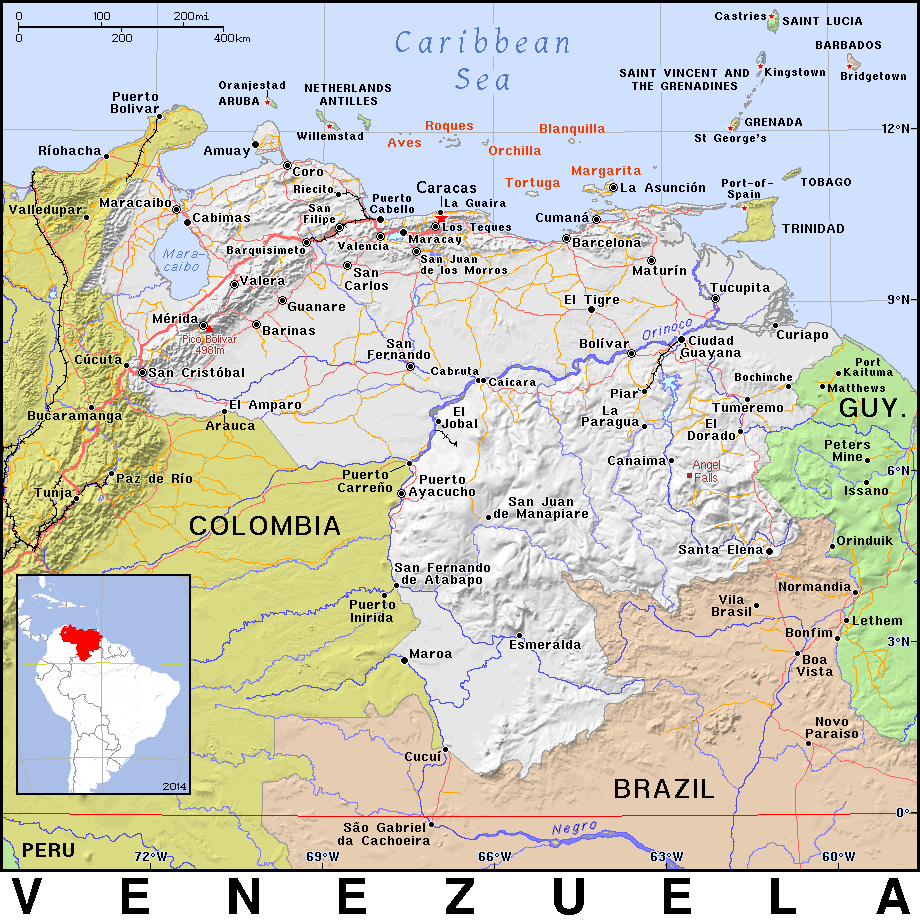 0 100 200mi
0 200 400km
Caribbean
Sea
Castries
SAINT LUCIA
BARBADOS
Bridgetown
SAINT VINCENT AND
THE GRENADINES
Kingstown
GRENADA
St George's
12°N
Oranjestad
ARUBA
NETHERLANDS
ANTILLES
Willemstad
Puerto
Bolivar
Ríohacha
Amuay
Coro
Riecito
Roques
Aves
Orchilla
Blanquilla
Tortuga
Margarita
La Asunción
Port-of-
Spain
TOBAGO
TRINIDAD
Valledupar
Maracaibo
Cabimas
San
Filipe
Puerto
Cabello
Caracas
La Guaira
Los Teques
Maracay
Valencia
Barquisimeto
San Juan
de los Morros
Cumaná
Barcelona
Maturín
Tucupita
9°N
Mara-
caibo
Valera
San
Carlos
Guanare
Mérida
Pico Bolívar
4981m
Barinas
El Tigre
Orinoco
Curiapo
Ciudad
Guayana
Bolívar
Cúcuta
San Cristóbal
San
Fernando
Cabruta
Caicara
Piar
Bochinche
Port
Kaituma
Matthews
GUY.
Bucaramanga
El Amparo
Arauca
El
Jobal
La
Paragua
Tumeremo
El
Dorado
Peters
Mine
6°N
Issano
Tunja
Paz de Río
Puerto
Carreño
Puerto
Ayacucho
Canaima
Angel
Falls
COLOMBIA
San Juan
de Manapiare
Santa Elena
Orinduik
San Fernando
de Atabapo
Puerto
Inirida
Vila
Brasil
Normandia
Lethem
Bonfim
3°N
Esmeralda
Maroa
Boa
Vista
Novo
Paraiso
Cucuí
BRAZIL
2014
0°
São Gabriel
da Cachoeira
Negro
PERU
72°W 69°W 66°W 63°W 60°W
VENEZUELA